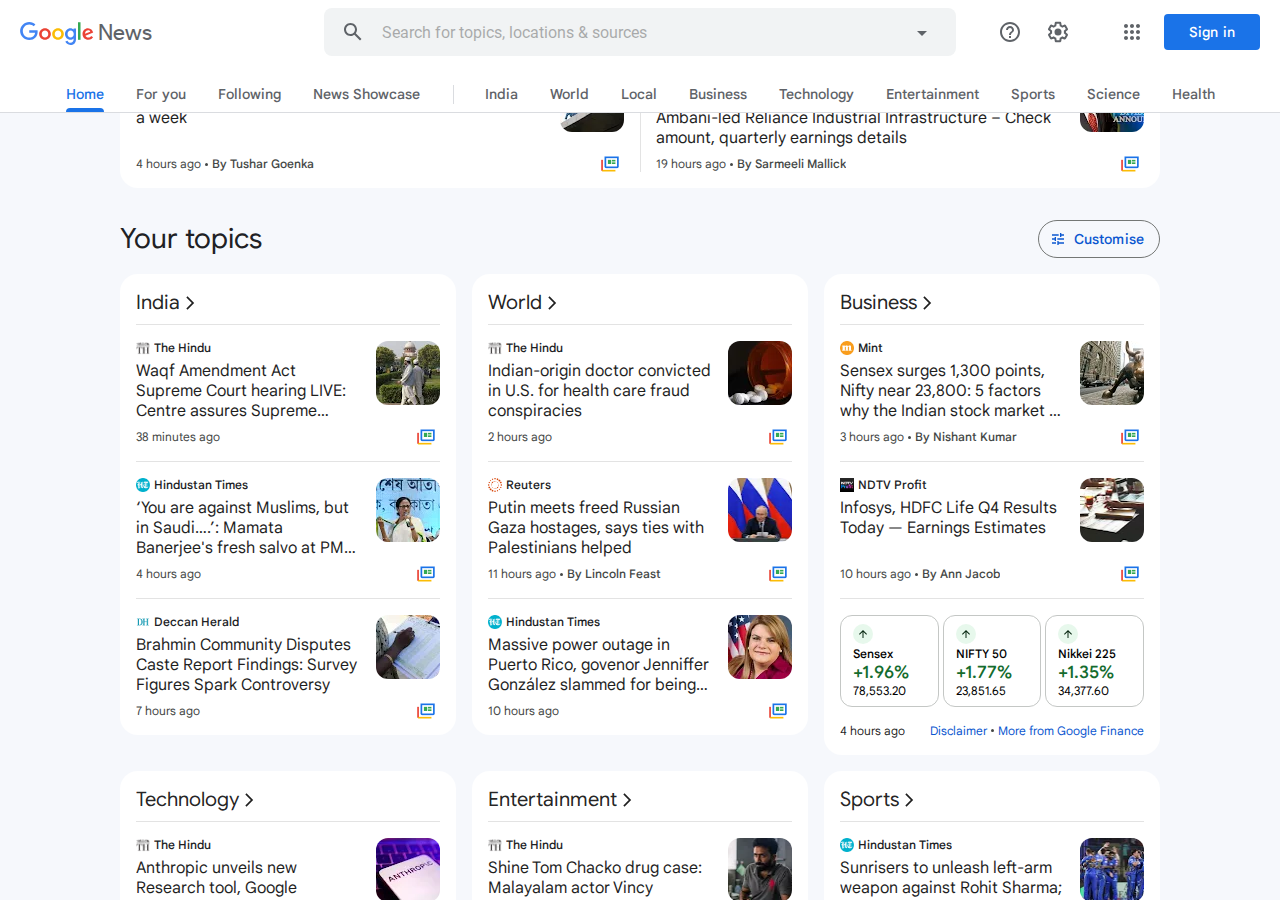 Google News
Search for topics, locations & sources
Sign in
Home
For you
Following
News Showcase
India
World
Local
Business
Technology
Entertainment
Sports
Science
Health
a week
4 hours ago • By Tushar Goenka
Ambani-led Reliance Industrial Infrastructure – Check
amount, quarterly earnings details
19 hours ago • By Sarmeeli Mallick
Your topics
Customise
India
The Hindu
Waqf Amendment Act
Supreme Court hearing LIVE:
Centre assures Supreme...
38 minutes ago
Hindustan Times
‘You are against Muslims, but
in Saudi....’: Mamata
Banerjee's fresh salvo at PM...
4 hours ago
DH Deccan Herald
Brahmin Community Disputes
Caste Report Findings: Survey
Figures Spark Controversy
7 hours ago
World
The Hindu
Indian-origin doctor convicted
in U.S. for health care fraud
conspiracies
2 hours ago
Reuters
Putin meets freed Russian
Gaza hostages, says ties with
Palestinians helped
11 hours ago • By Lincoln Feast
Hindustan Times
Massive power outage in
Puerto Rico, govenor Jenniffer
González slammed for being...
10 hours ago
Business
Mint
Sensex surges 1,300 points,
Nifty near 23,800: 5 factors
why the Indian stock market ...
3 hours ago • By Nishant Kumar
NDTV Profit
Infosys, HDFC Life Q4 Results
Today — Earnings Estimates
10 hours ago • By Ann Jacob
Sensex
+1.96%
78,553.20
NIFTY 50
+1.77%
23,851.65
Nikkei 225
+1.35%
34,377.60
4 hours ago
Disclaimer • More from Google Finance
Technology
The Hindu
Anthropic unveils new
Research tool, Google
ANTHROPIC
Entertainment
The Hindu
Shine Tom Chacko drug case:
Malayalam actor Vincy
Sports
Hindustan Times
Sunrisers to unleash left-arm
weapon against Rohit Sharma;